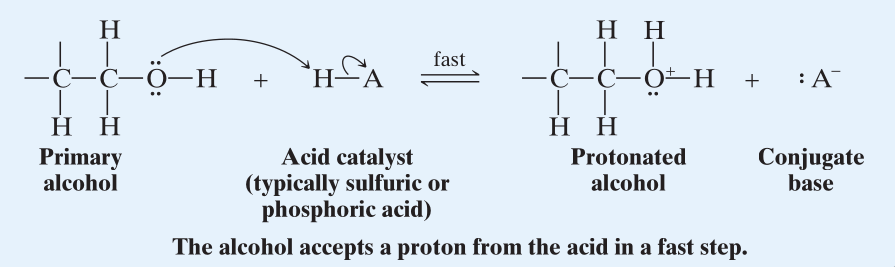 H H H
—C—C—Ö—H + H—A fast —C—C—O⁺—H + :A⁻
H H H H
Primary alcohol
Acid catalyst
(typically sulfuric or
phosphoric acid)
Protonated
alcohol
Conjugate
base
The alcohol accepts a proton from the acid in a fast step.